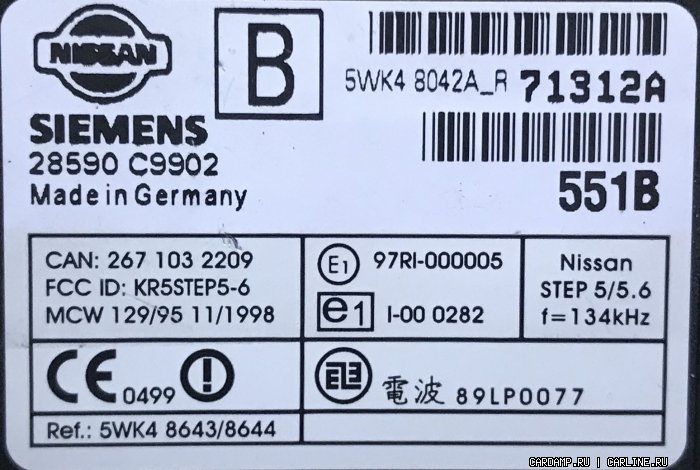 NISSAN
B
5WK4 8042A_R 71312A
SIEMENS
28590 C9902
Made in Germany
551B
CAN: 267 103 2209
FCC ID: KR5STEP5-6
MCW 129/95 11/1998
E1 97RI-000005
e1 I-00 0282
Nissan
STEP 5/5.6
f=134kHz
CE 0499
電波 89LP0077
Ref.: 5WK4 8643/8644
CARDAMP.RU | CARLINE.RU